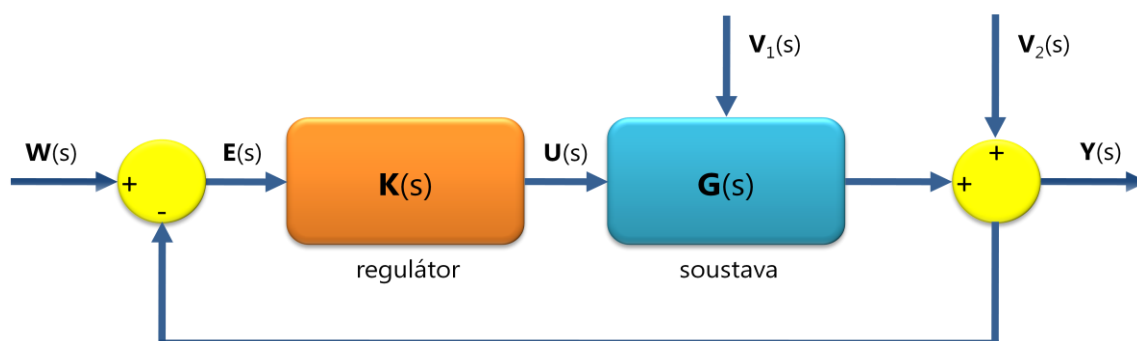 V₁(s)
V₂(s)
W(s)
E(s)
U(s)
Y(s)
+
-
K(s)
G(s)
+
+
regulátor
soustava